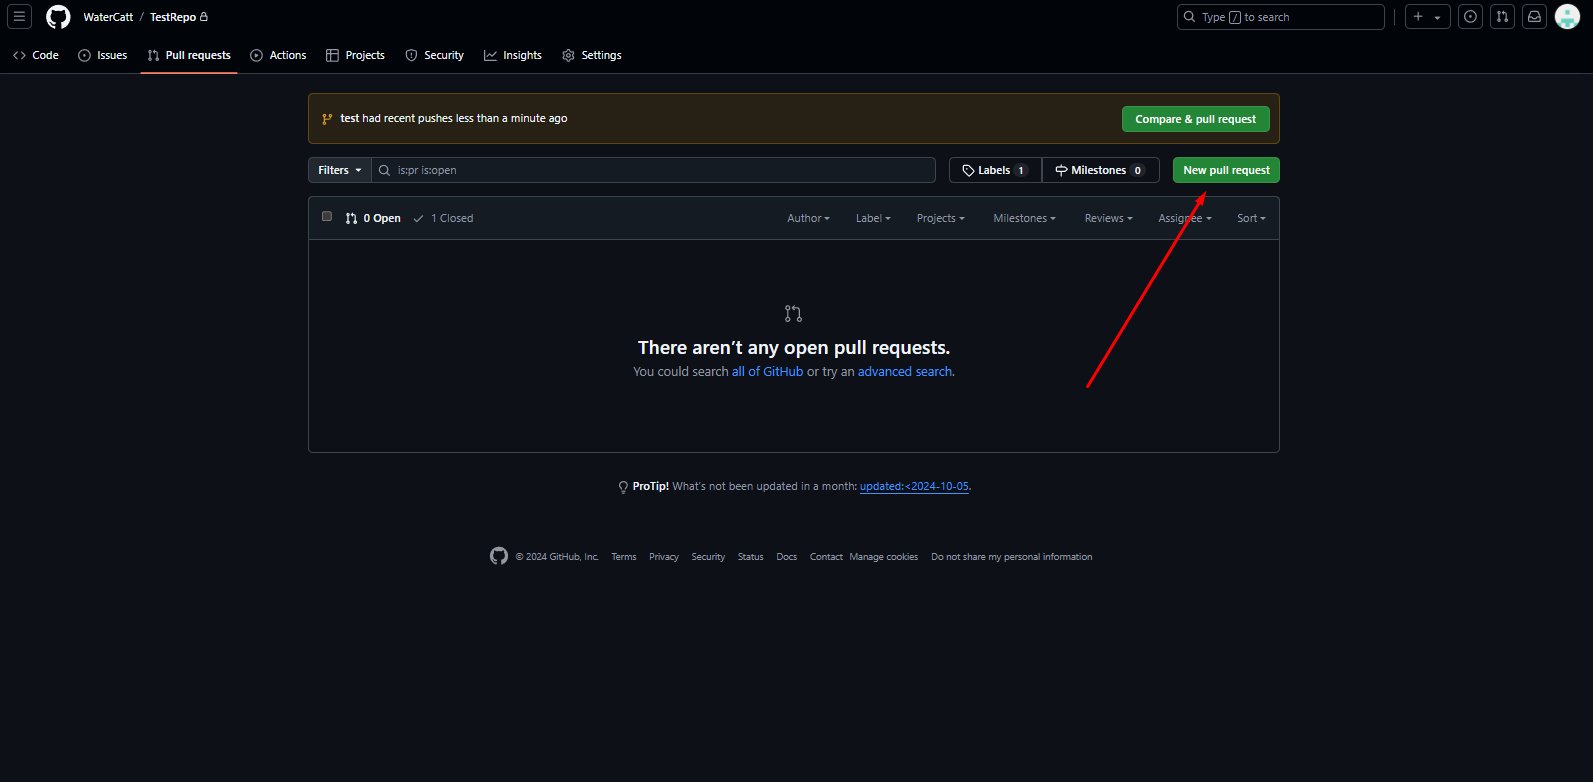 WaterCatt / TestRepo
Type / to search
Code Issues Pull requests Actions Projects Security Insights Settings
test had recent pushes less than a minute ago
Compare & pull request
Filters
is:pr is:open
Labels 1
Milestones 0
New pull request
0 Open 1 Closed
Author Label Projects Milestones Reviews Assignee Sort
There aren’t any open pull requests.
You could search all of GitHub or try an advanced search.
ProTip! What’s not been updated in a month: updated:<2024-10-05.
© 2024 GitHub, Inc. Terms Privacy Security Status Docs Contact Manage cookies Do not share my personal information